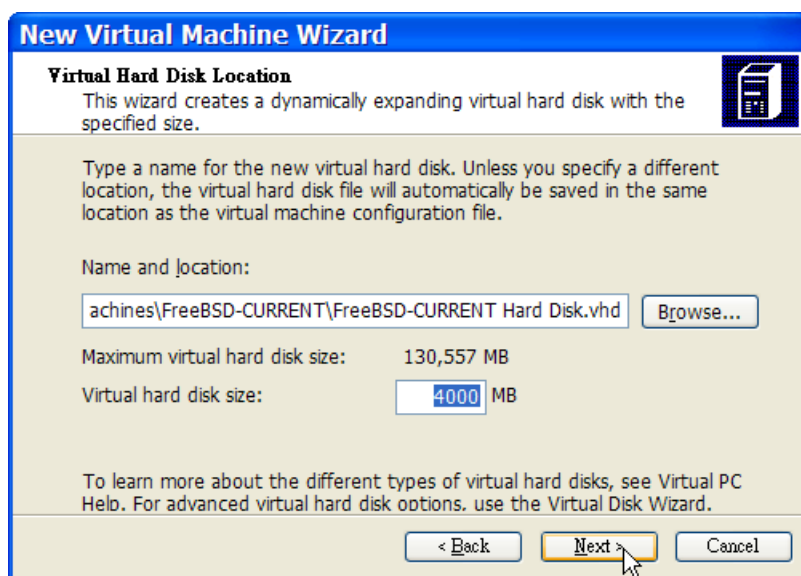 New Virtual Machine Wizard
Virtual Hard Disk Location
This wizard creates a dynamically expanding virtual hard disk with the
specified size.
Type a name for the new virtual hard disk. Unless you specify a different
location, the virtual hard disk file will automatically be saved in the same
location as the virtual machine configuration file.
Name and location:
achines\FreeBSD-CURRENT\FreeBSD-CURRENT Hard Disk.vhd Browse...
Maximum virtual hard disk size: 130,557 MB
Virtual hard disk size: 4000 MB
To learn more about the different types of virtual hard disks, see Virtual PC
Help. For advanced virtual hard disk options, use the Virtual Disk Wizard.
< Back Next > Cancel